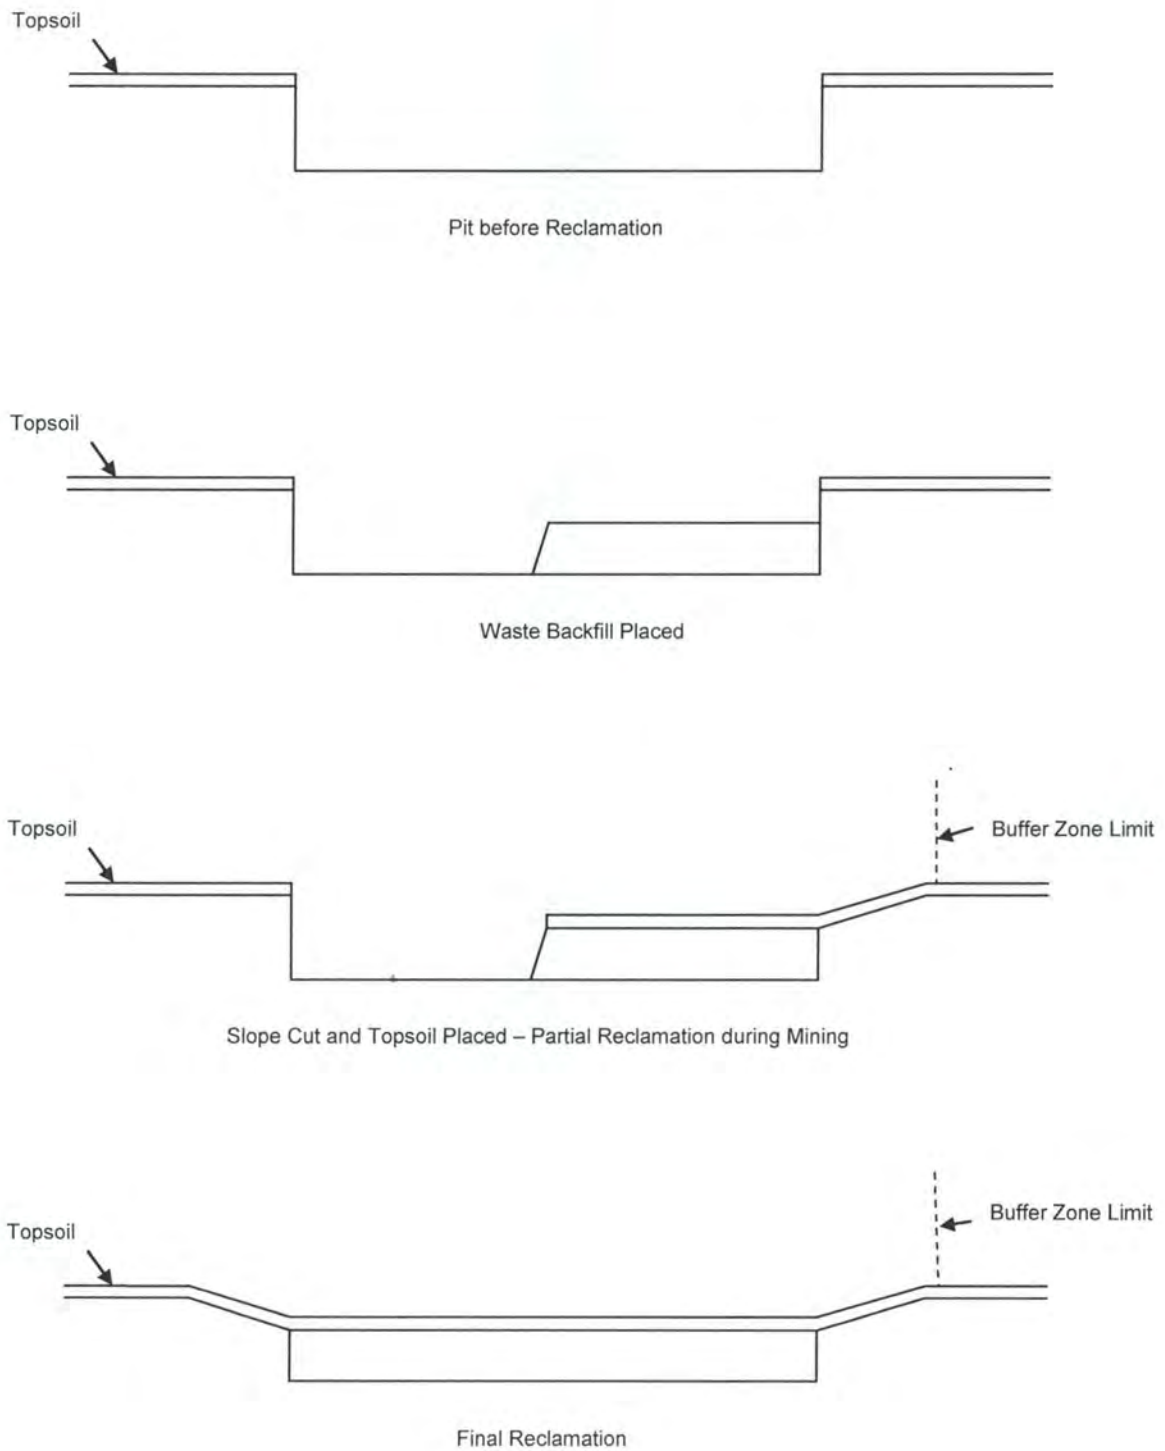 Topsoil
Pit before Reclamation
Topsoil
Waste Backfill Placed
Topsoil
Buffer Zone Limit
Slope Cut and Topsoil Placed – Partial Reclamation during Mining
Topsoil
Buffer Zone Limit
Final Reclamation